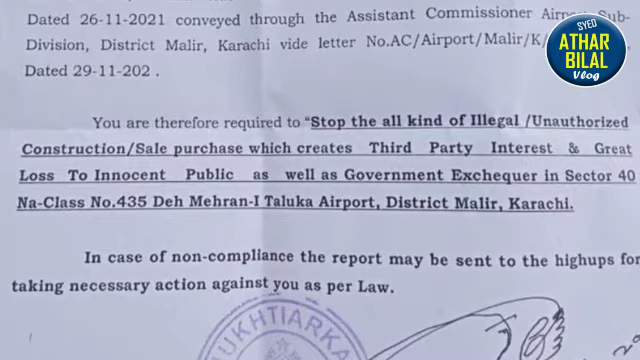 Dated 26-11-2021 conveyed through the Assistant Commissioner Airport Sub-
Division, District Malir, Karachi vide letter No.AC/Airport/Malir/K/
Dated 29-11-202 .
You are therefore required to "Stop the all kind of Illegal /Unauthorized
Construction/Sale purchase which creates Third Party Interest & Great
Loss To Innocent Public as well as Government Exchequer in Sector 40
Na-Class No.435 Deh Mehran-I Taluka Airport, District Malir, Karachi.
In case of non-compliance the report may be sent to the highups for
taking necessary action against you as per Law.
UKHTIARKA
SYED
ATHAR
BILAL
Vlog